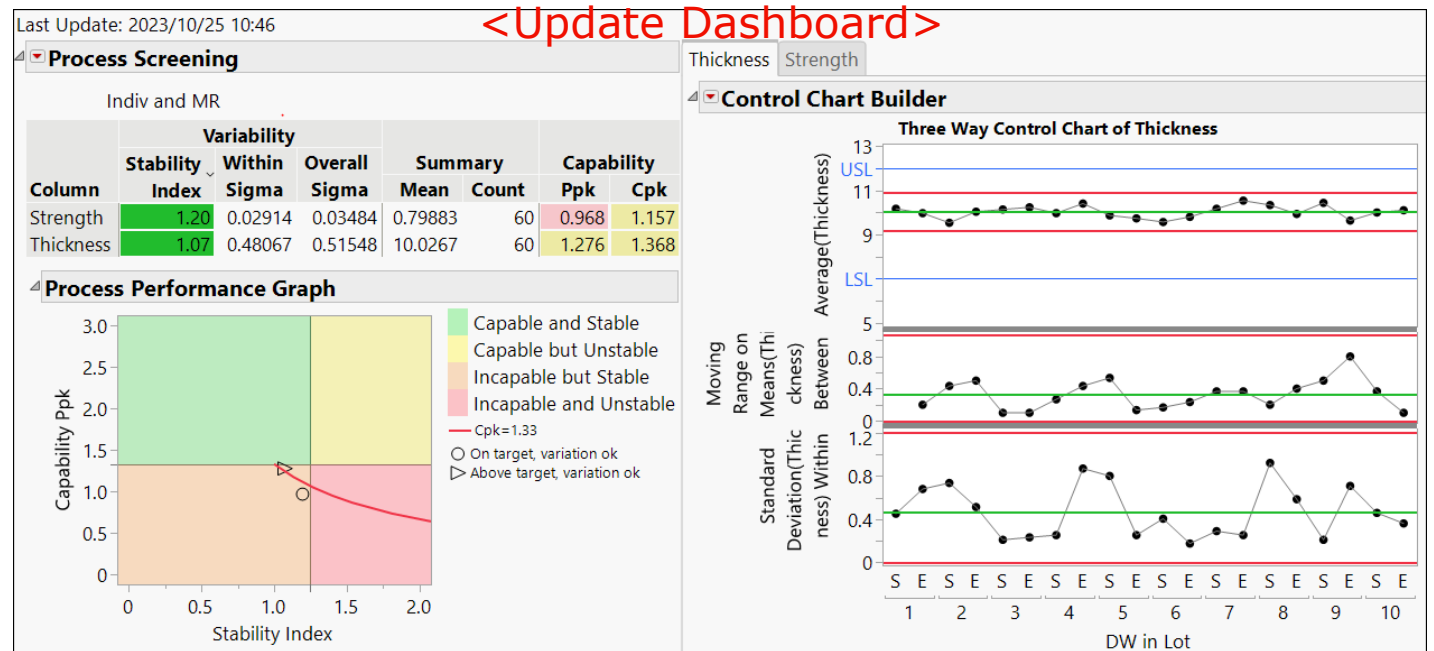 <Update Dashboard>
Last Update: 2023/10/25 10:46
Process Screening
Indiv and MR
Variability
Stability Within Overall Summary Capability
Column Index Sigma Sigma Mean Count Ppk Cpk
Strength 1.20 0.02914 0.03484 0.79883 60 0.968 1.157
Thickness 1.07 0.48067 0.51548 10.0267 60 1.276 1.368
Process Performance Graph
Capability Ppk
3.0
2.5
2.0
1.5
1.0
0.5
0
0 0.5 1.0 1.5 2.0
Stability Index
Capable and Stable
Capable but Unstable
Incapable but Stable
Incapable and Unstable
Cpk=1.33
On target, variation ok
Above target, variation ok
Thickness Strength
Control Chart Builder
Three Way Control Chart of Thickness
Average(Thickness)
13
USL
11
9
LSL
5
Moving
Range on
Means(Thi
ckness)
Between
0.8
0.4
0
Standard
Deviation(Thic
ness) Within
1.2
0.8
0.4
0
S E S E S E S E S E S E S E S E S E S E
1 2 3 4 5 6 7 8 9 10
DW in Lot